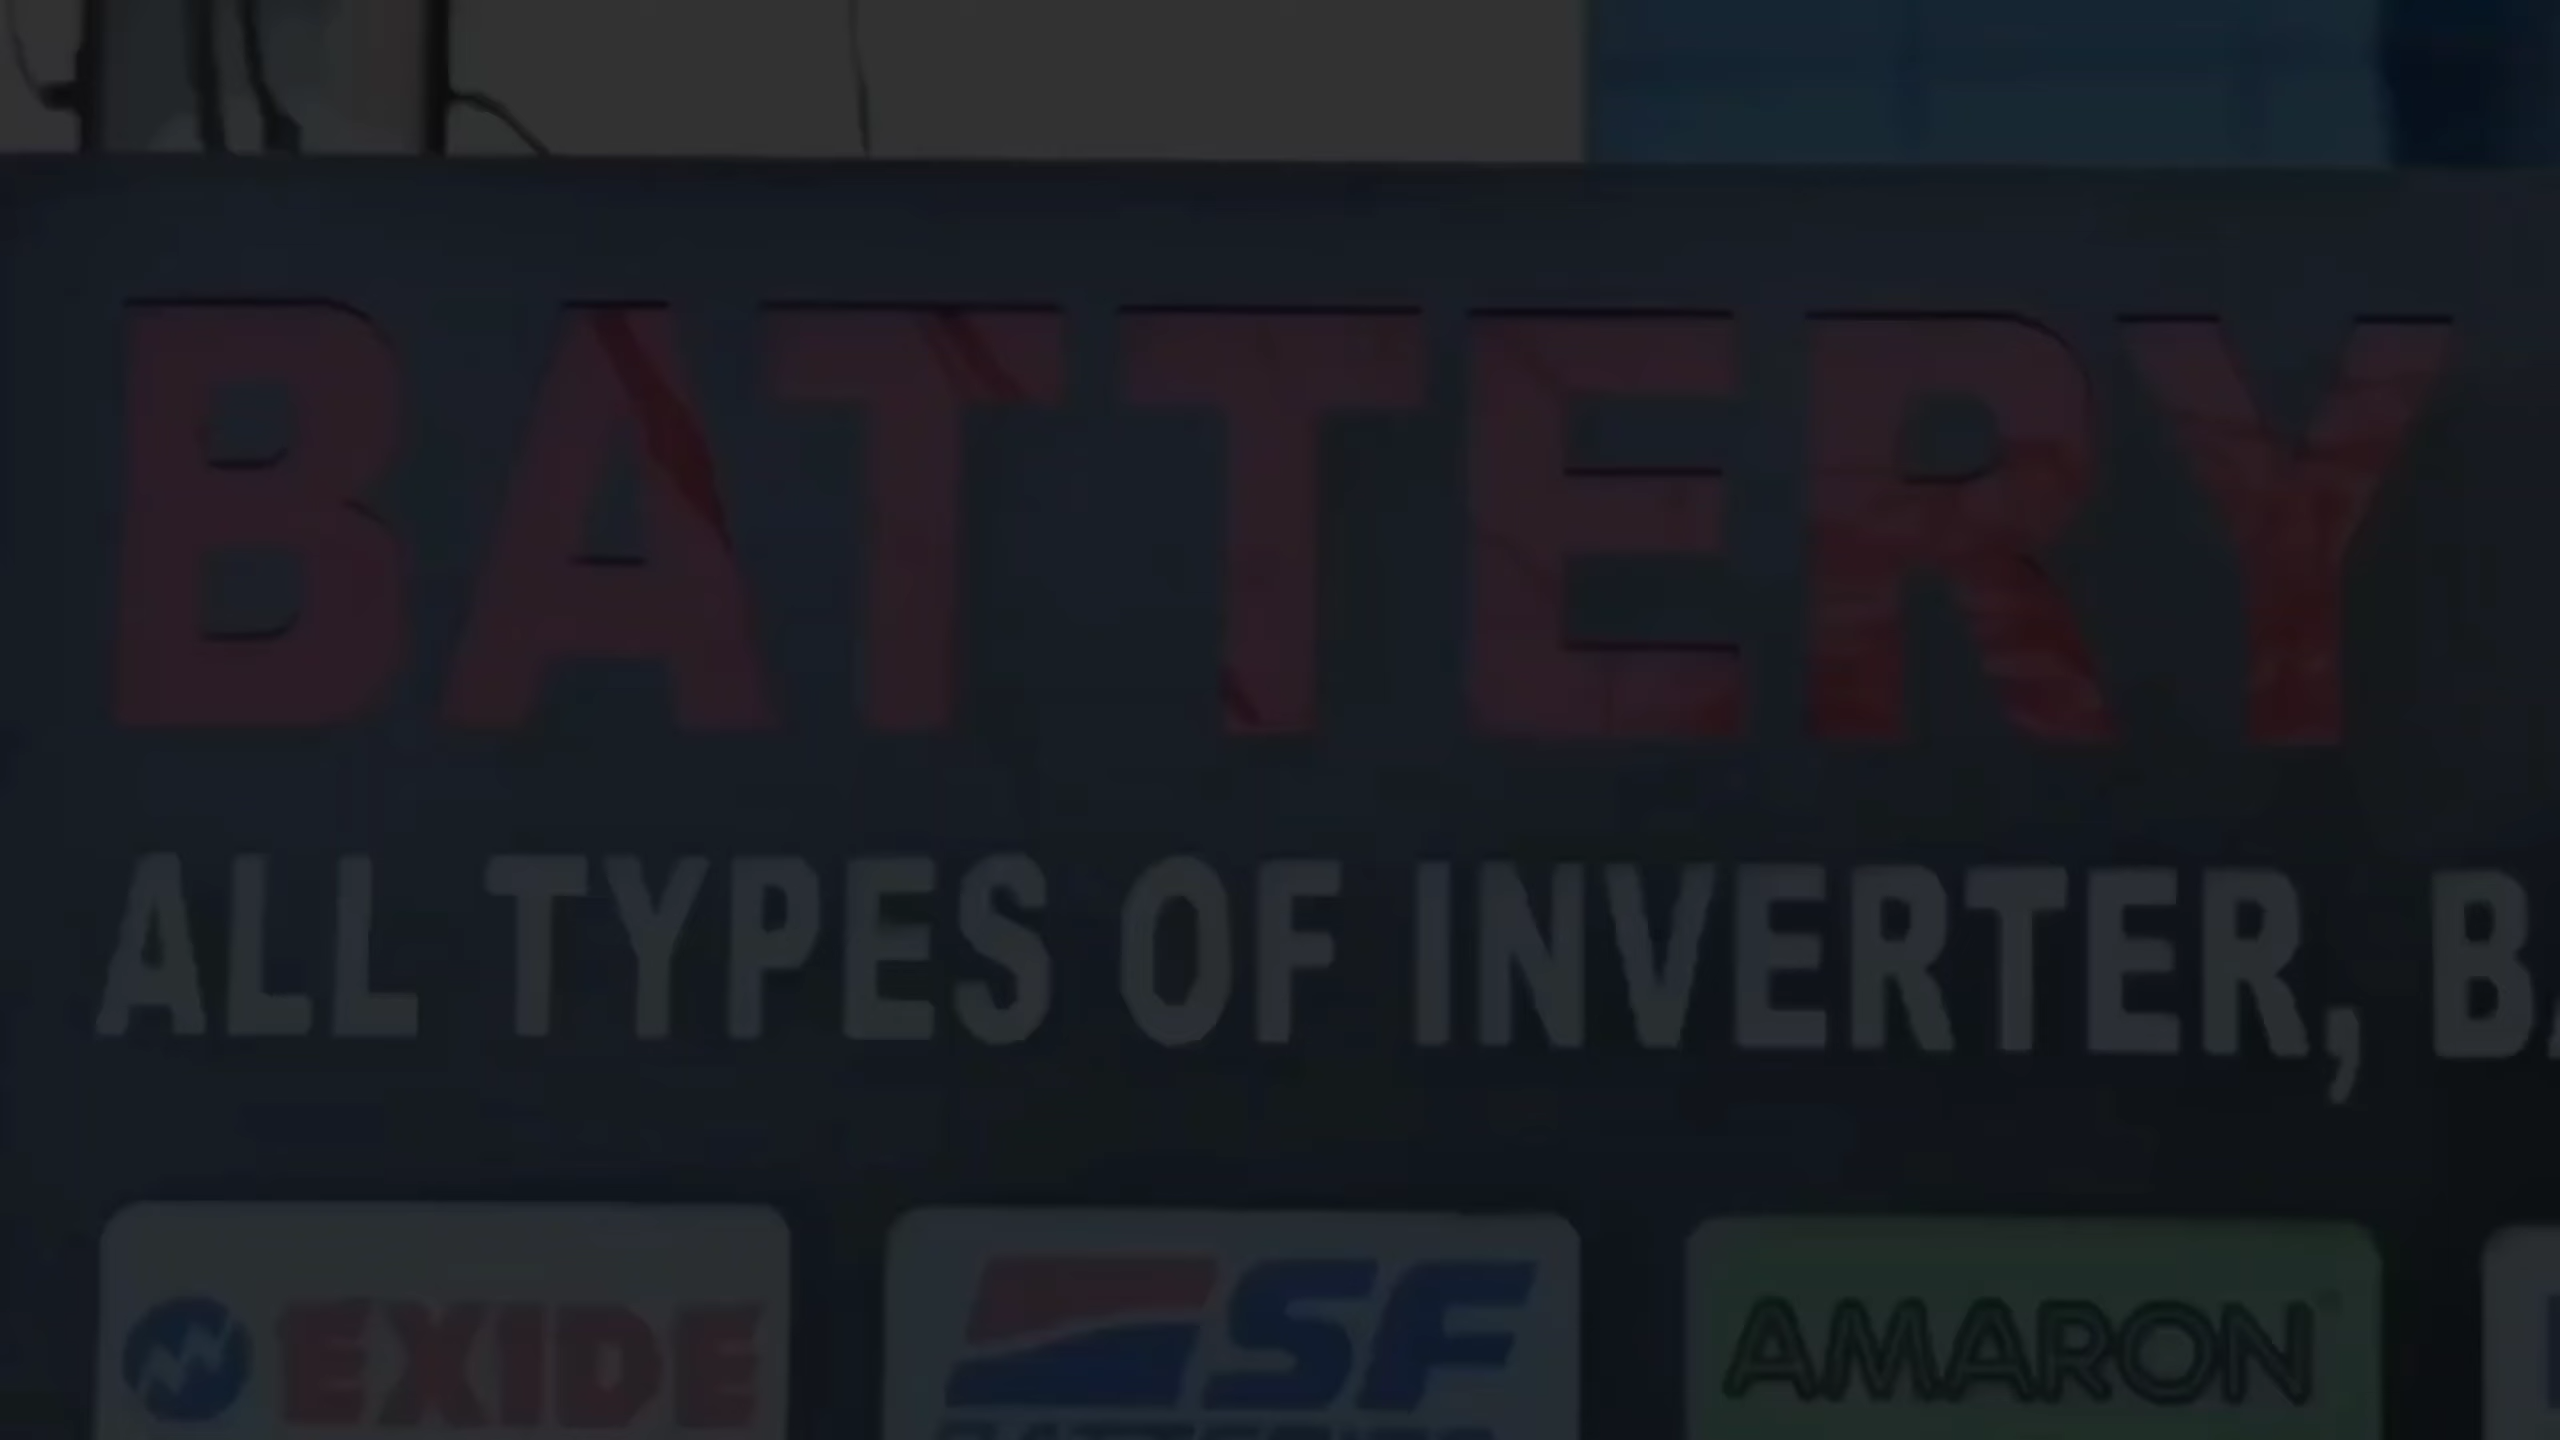 BATTERY
ALL TYPES OF INVERTER,
EXIDE SF AMARON